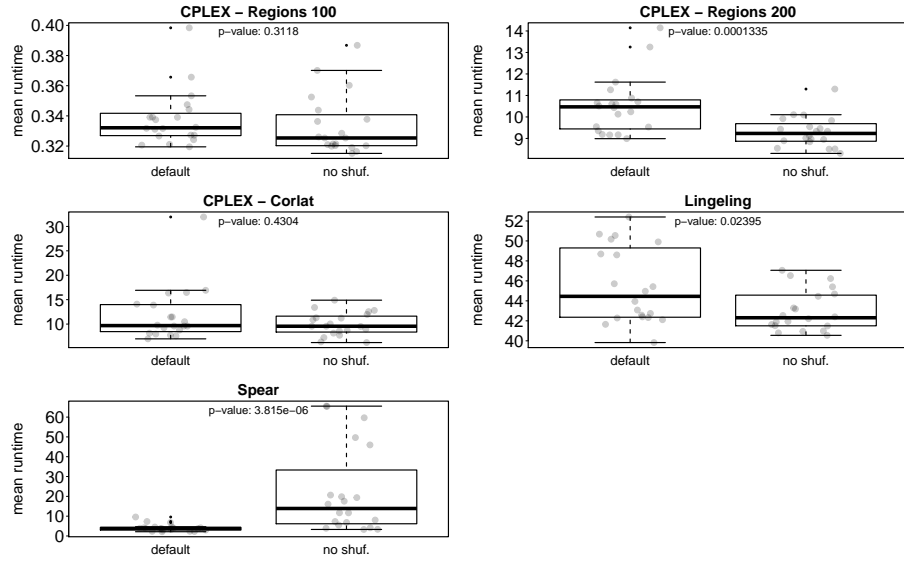 CPLEX − Regions 100
p−value: 0.3118
mean runtime
0.40
0.38
0.36
0.34
0.32
default
no shuf.
CPLEX − Regions 200
p−value: 0.0001335
mean runtime
14
13
12
11
10
9
default
no shuf.
CPLEX − Corlat
p−value: 0.4304
mean runtime
30
25
20
15
10
default
no shuf.
Lingeling
p−value: 0.02395
mean runtime
52
50
48
46
44
42
40
default
no shuf.
Spear
p−value: 3.815e−06
mean runtime
60
50
40
30
20
10
0
default
no shuf.